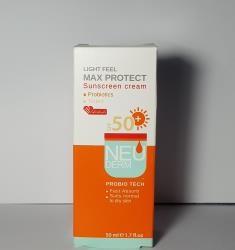 LIGHT FEEL
MAX PROTECT
Sunscreen cream
Probiotics
SPF 50+
NEU
DERM
PROBIO TECH
Fast Absorb
Suits normal
to dry skin
50 ml ℮ 1.7 fl.oz